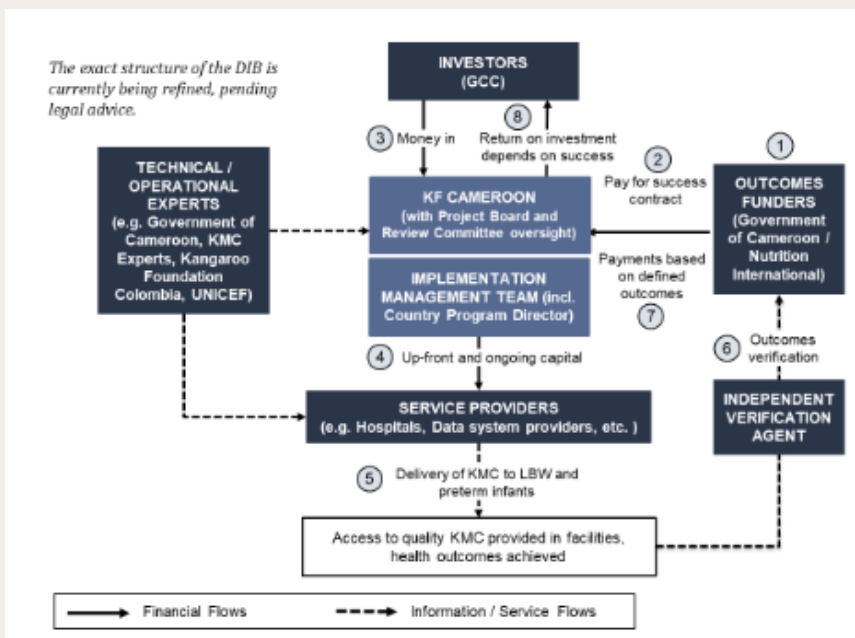 The exact structure of the DIB is
currently being refined, pending
legal advice.
INVESTORS
(GCC)
3
Money in
8
Return on investment
depends on success
2
Pay for success
contract
1
TECHNICAL /
OPERATIONAL
EXPERTS
(e.g. Government of
Cameroon, KMC
Experts, Kangaroo
Foundation
Colombia, UNICEF)
KF CAMEROON
(with Project Board and
Review Committee oversight)
OUTCOMES
FUNDERS
(Government
of Cameroon /
Nutrition
International)
IMPLEMENTATION
MANAGEMENT TEAM (incl.
Country Program Director)
Payments based
on defined
outcomes
7
4
Up-front and ongoing capital
6
Outcomes
verification
SERVICE PROVIDERS
(e.g. Hospitals, Data system providers, etc. )
INDEPENDENT
VERIFICATION
AGENT
5
Delivery of KMC to LBW and
preterm infants
Access to quality KMC provided in facilities,
health outcomes achieved
Financial Flows
Information / Service Flows